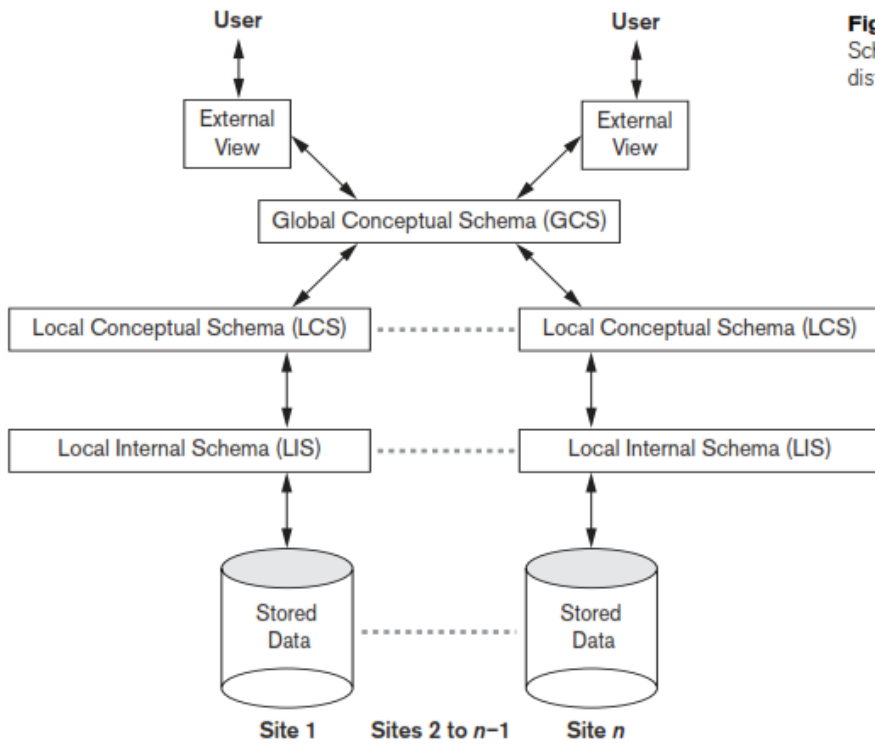 User
User
Fig
Sch
dis
External
View
External
View
Global Conceptual Schema (GCS)
Local Conceptual Schema (LCS)
Local Conceptual Schema (LCS)
Local Internal Schema (LIS)
Local Internal Schema (LIS)
Stored
Data
Stored
Data
Site 1
Sites 2 to n–1
Site n